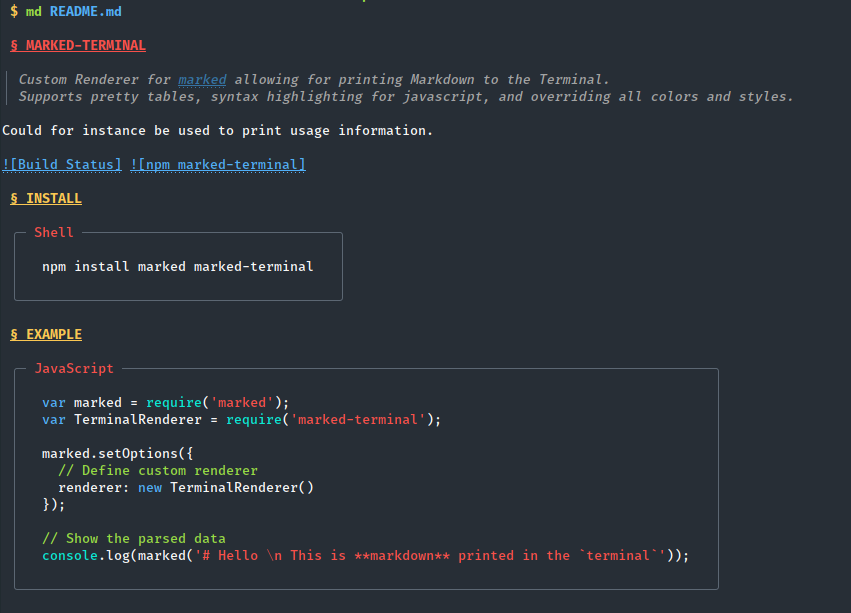 $ md README.md
§ MARKED-TERMINAL
Custom Renderer for marked allowing for printing Markdown to the Terminal.
Supports pretty tables, syntax highlighting for javascript, and overriding all colors and styles.
Could for instance be used to print usage information.
![Build Status] ![npm marked-terminal]
§ INSTALL
Shell
npm install marked marked-terminal
§ EXAMPLE
JavaScript
var marked = require('marked');
var TerminalRenderer = require('marked-terminal');
marked.setOptions({
  // Define custom renderer
  renderer: new TerminalRenderer()
});
// Show the parsed data
console.log(marked('# Hello \n This is **markdown** printed in the `terminal`'));